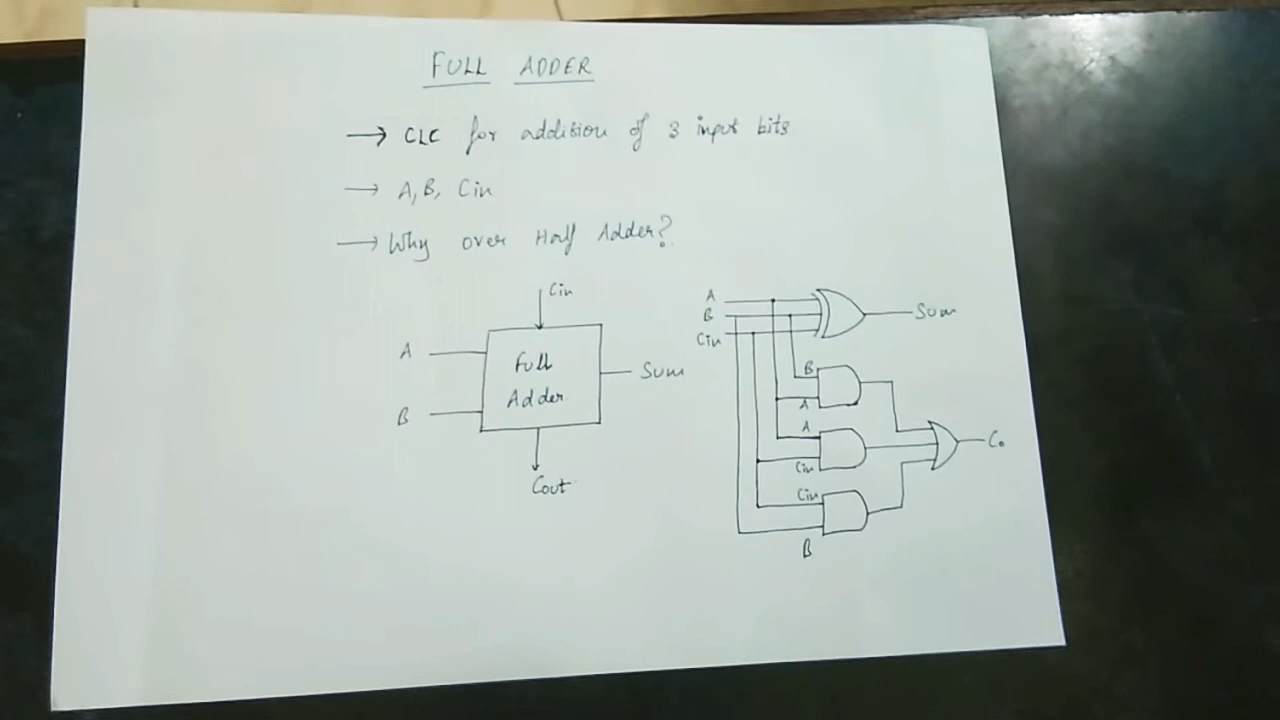 FULL ADDER
→ CLC for addition of 3 input bits
→ A, B, Cin
→ Why over Half Adder?
Cin
A
B
Full
Adder
Sum
Cout
A
B
Cin
Sum
B
A
A
Cin
Cin
B
Co